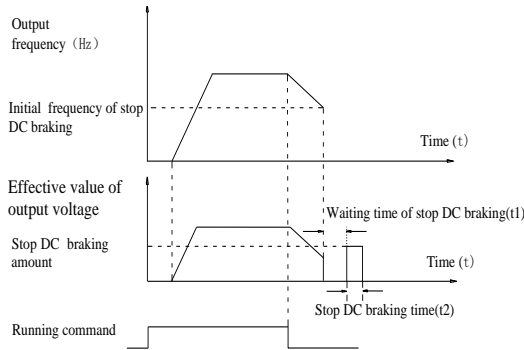 Output
frequency（Hz）
Initial frequency of stop
DC braking
Time (t)
Effective value of
output voltage
Waiting time of stop DC braking(t1)
Stop DC braking
amount
Time (t)
Stop DC braking time(t2)
Running command